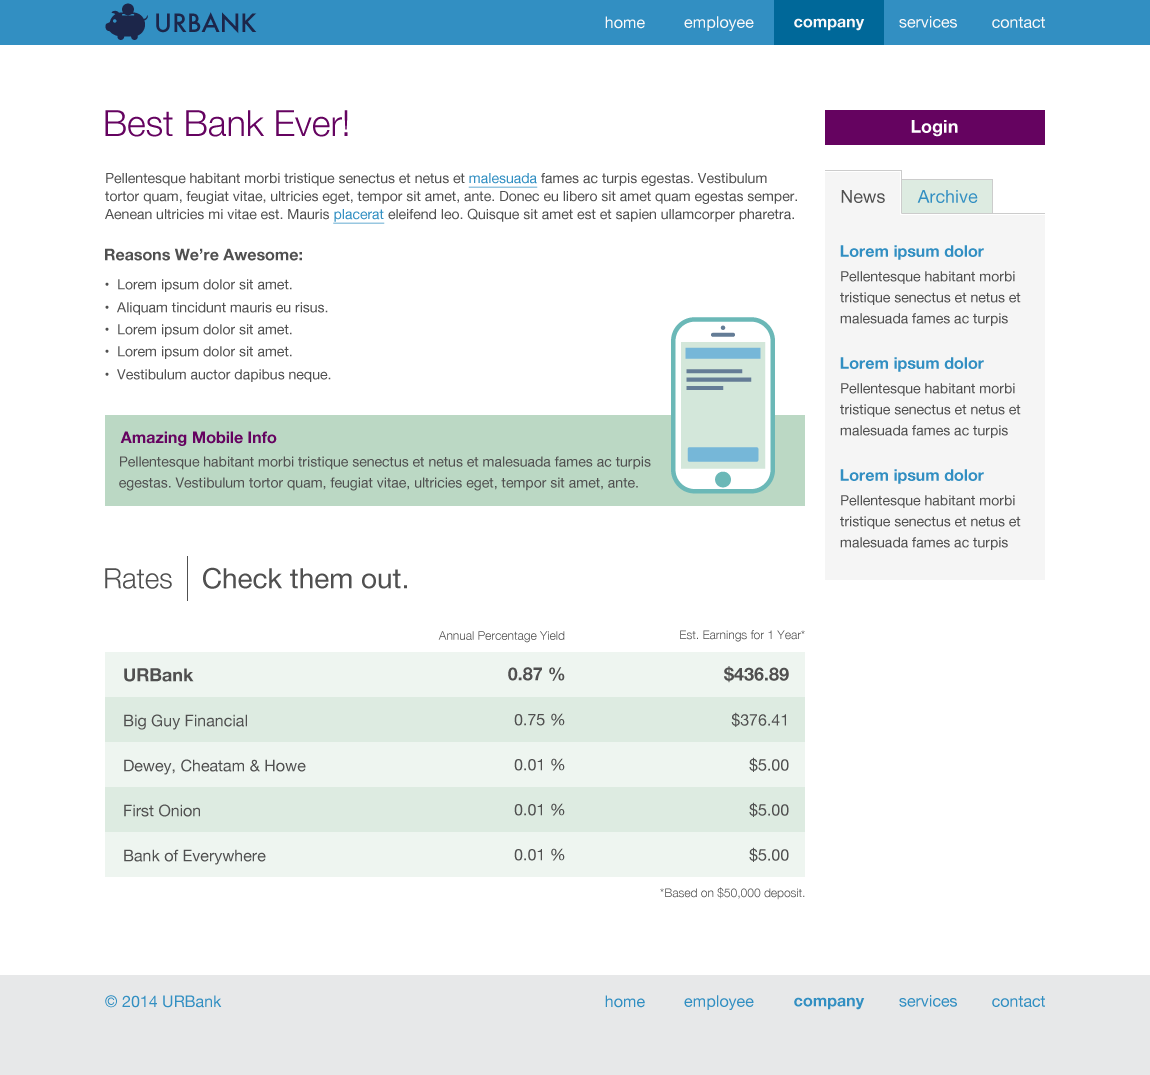 URBANK
home employee company services contact
Best Bank Ever!
Pellentesque habitant morbi tristique senectus et netus et malesuada fames ac turpis egestas. Vestibulum
tortor quam, feugiat vitae, ultricies eget, tempor sit amet, ante. Donec eu libero sit amet quam egestas semper.
Aenean ultricies mi vitae est. Mauris placerat eleifend leo. Quisque sit amet est et sapien ullamcorper pharetra.
Reasons We’re Awesome:
• Lorem ipsum dolor sit amet.
• Aliquam tincidunt mauris eu risus.
• Lorem ipsum dolor sit amet.
• Lorem ipsum dolor sit amet.
• Vestibulum auctor dapibus neque.
Amazing Mobile Info
Pellentesque habitant morbi tristique senectus et netus et malesuada fames ac turpis
egestas. Vestibulum tortor quam, feugiat vitae, ultricies eget, tempor sit amet, ante.
Rates Check them out.
Annual Percentage Yield Est. Earnings for 1 Year*
URBank 0.87 % $436.89
Big Guy Financial 0.75 % $376.41
Dewey, Cheatam & Howe 0.01 % $5.00
First Onion 0.01 % $5.00
Bank of Everywhere 0.01 % $5.00
*Based on $50,000 deposit.
Login
News Archive
Lorem ipsum dolor
Pellentesque habitant morbi
tristique senectus et netus et
malesuada fames ac turpis
Lorem ipsum dolor
Pellentesque habitant morbi
tristique senectus et netus et
malesuada fames ac turpis
Lorem ipsum dolor
Pellentesque habitant morbi
tristique senectus et netus et
malesuada fames ac turpis
© 2014 URBank home employee company services contact